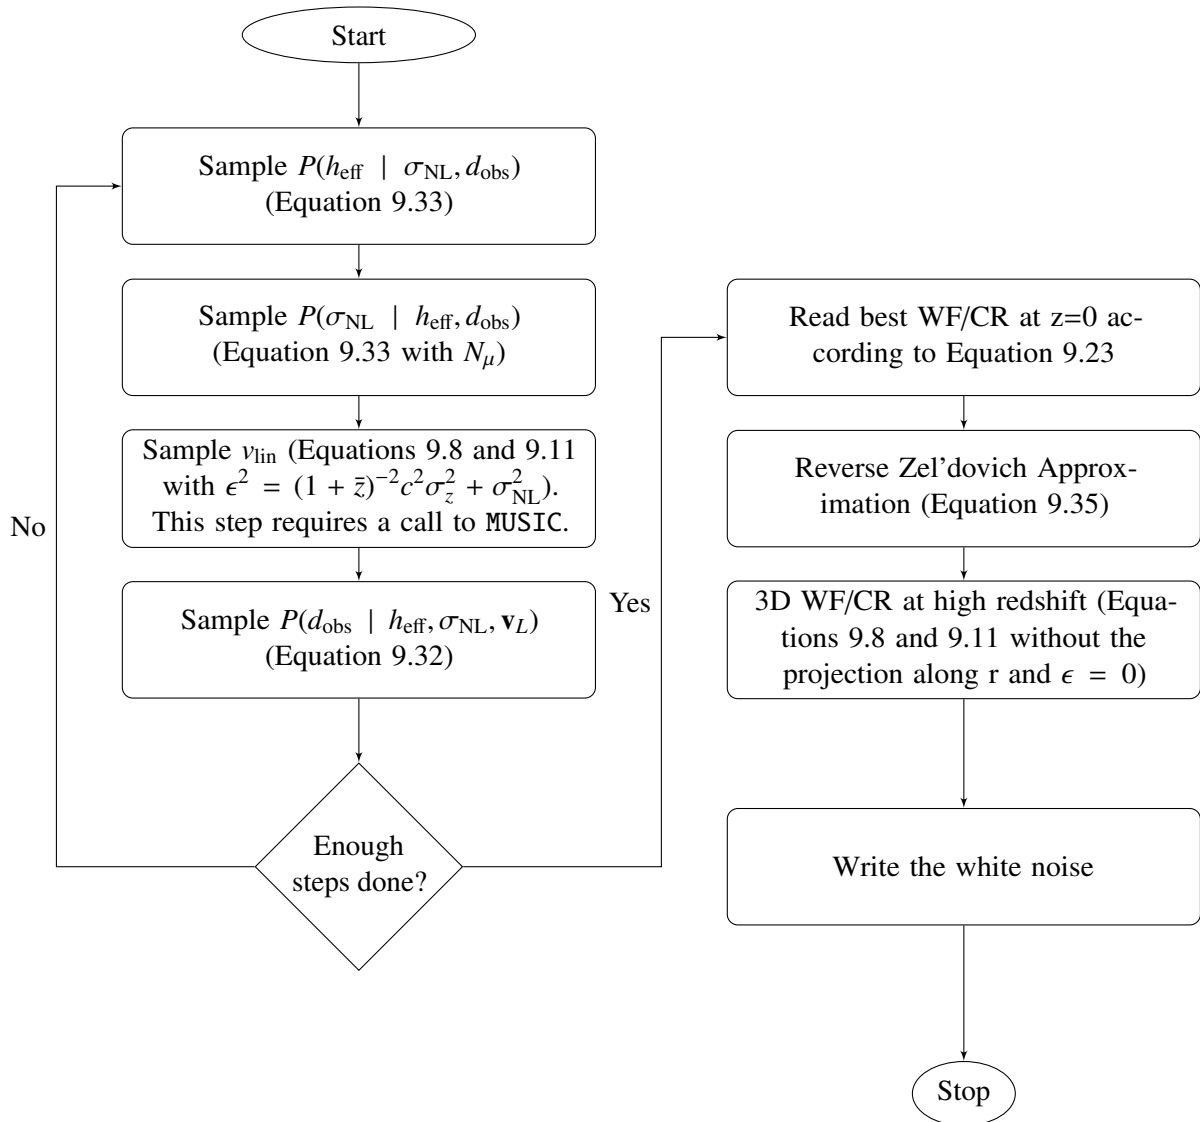 Start
Sample P(h_eff | σ_NL, d_obs)
(Equation 9.33)
Sample P(σ_NL | h_eff, d_obs)
(Equation 9.33 with N_μ)
Sample v_lin (Equations 9.8 and 9.11
with ϵ² = (1 + z̄)⁻²c²σ_z² + σ_NL²).
This step requires a call to MUSIC.
Sample P(d_obs | h_eff, σ_NL, v_L)
(Equation 9.32)
Enough
steps done?
No
Yes
Read best WF/CR at z=0 ac-
cording to Equation 9.23
Reverse Zel'dovich Approx-
imation (Equation 9.35)
3D WF/CR at high redshift (Equa-
tions 9.8 and 9.11 without the
projection along r and ϵ = 0)
Write the white noise
Stop